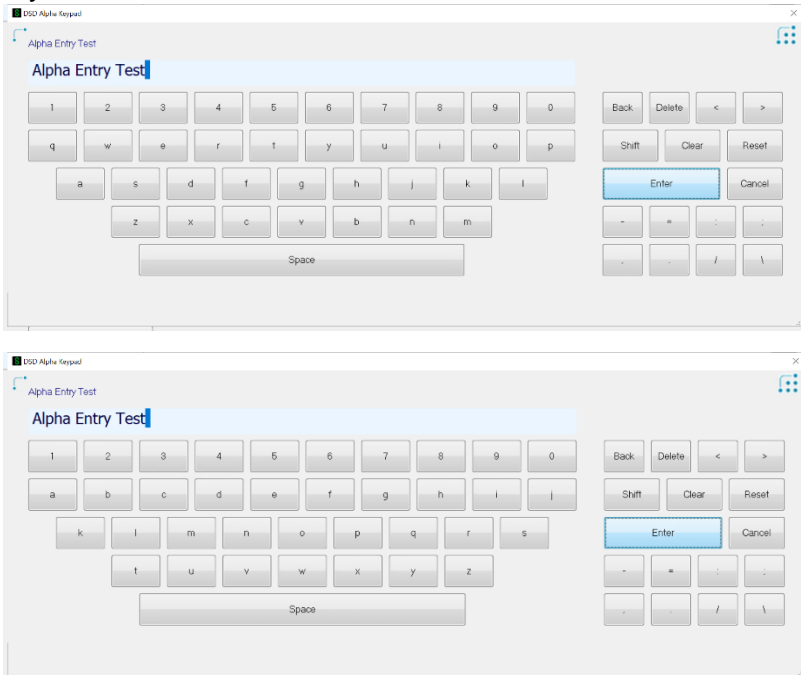 DSD Alpha Keypad
Alpha Entry Test
Alpha Entry Test
1 2 3 4 5 6 7 8 9 0 Back Delete < >
q w e r t y u i o p Shift Clear Reset
a s d f g h j k l Enter Cancel
z x c v b n m - = : ;
Space , . / \
DSD Alpha Keypad
Alpha Entry Test
Alpha Entry Test
1 2 3 4 5 6 7 8 9 0 Back Delete < >
a b c d e f g h i j Shift Clear Reset
k l m n o p q r s Enter Cancel
t u v w x y z - = : ;
Space , . / \